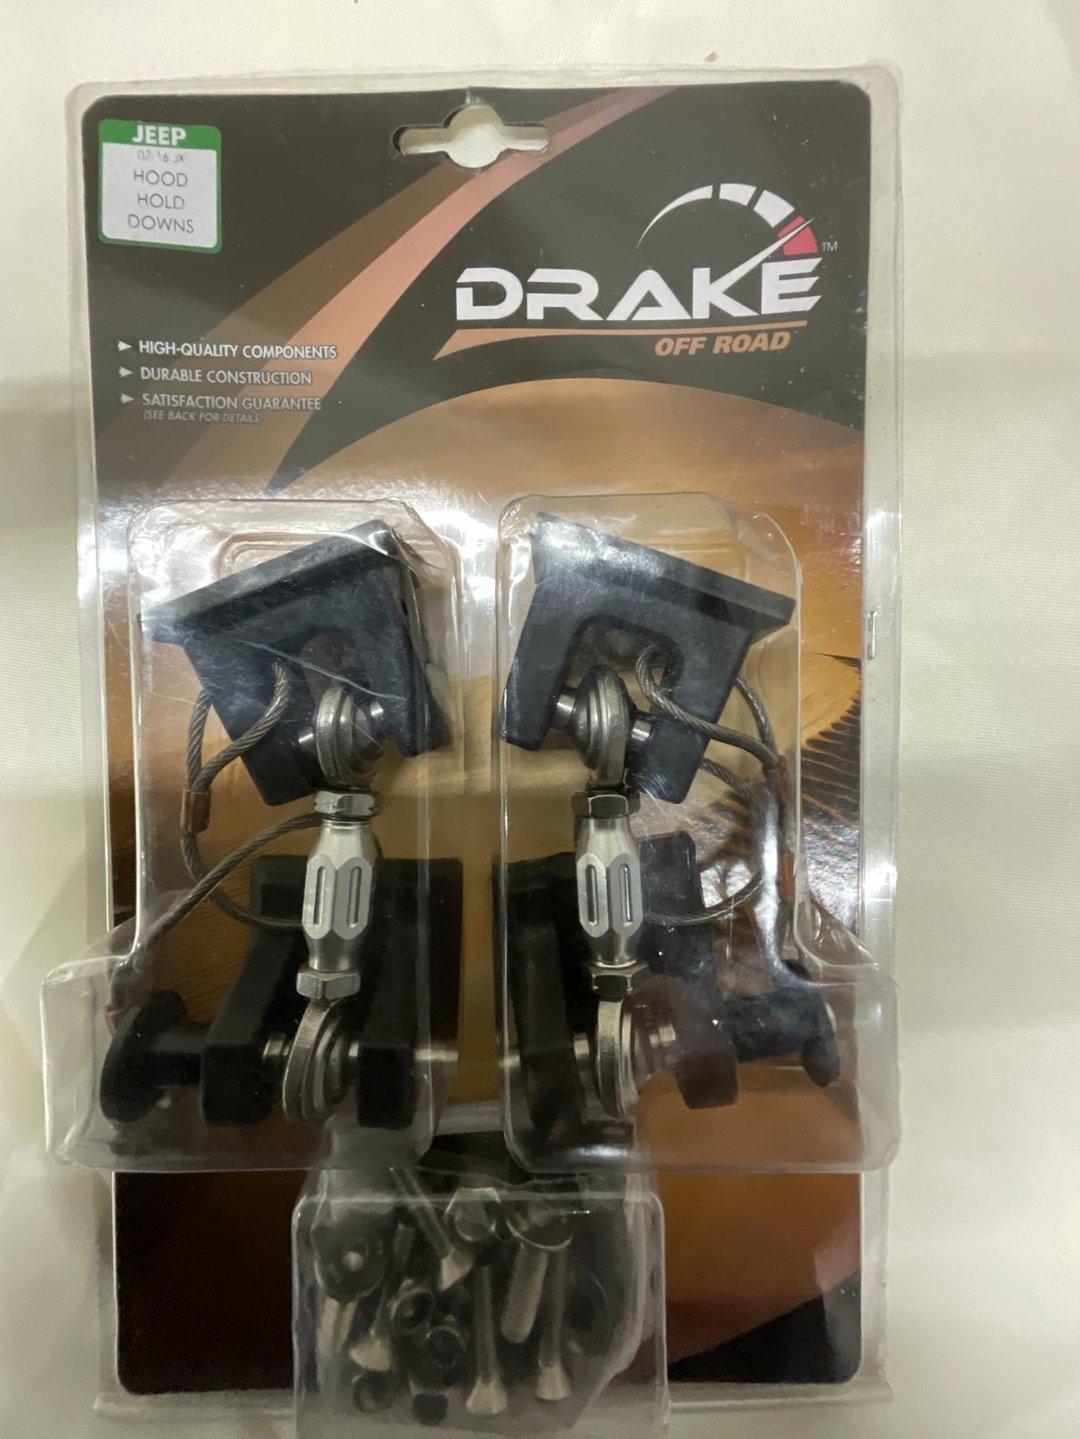 JEEP
07-16 JK
HOOD
HOLD
DOWNS
DRAKE™
OFF ROAD
HIGH-QUALITY COMPONENTS
DURABLE CONSTRUCTION
SATISFACTION GUARANTEE
(SEE BACK FOR DETAILS)